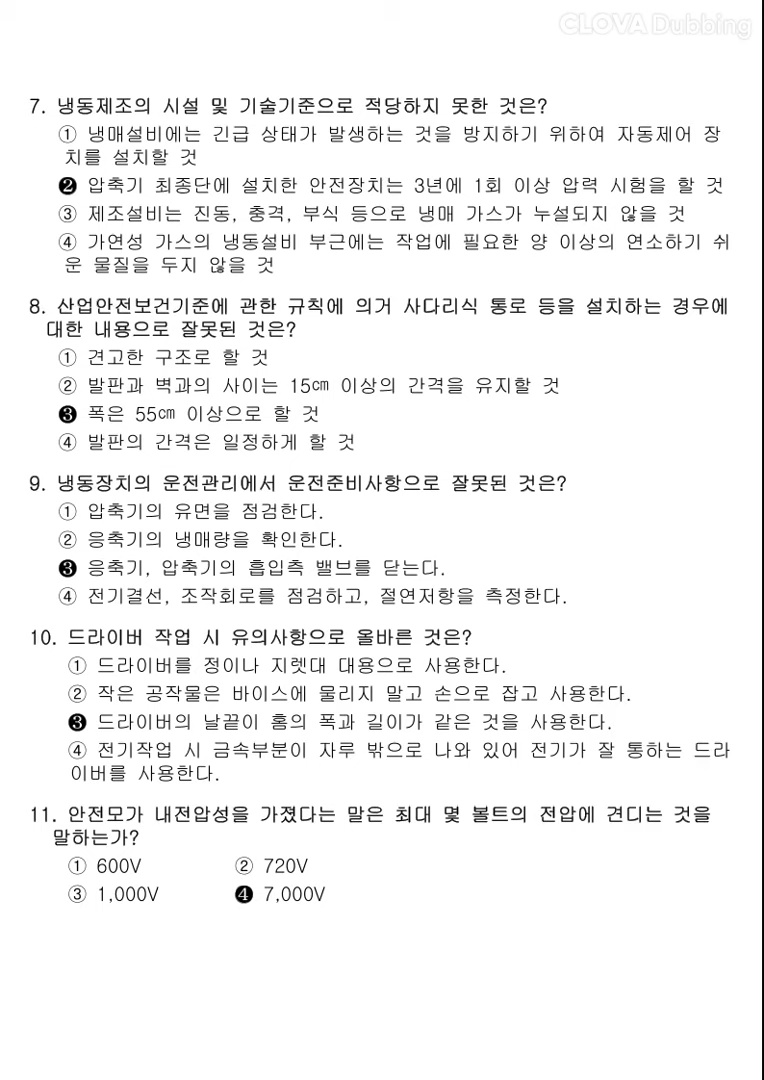 CLOVA Dubbing
7. 냉동제조의 시설 및 기술기준으로 적당하지 못한 것은?
① 냉매설비에는 긴급 상태가 발생하는 것을 방지하기 위하여 자동제어 장
치를 설치할 것
❷ 압축기 최종단에 설치한 안전장치는 3년에 1회 이상 압력 시험을 할 것
③ 제조설비는 진동, 충격, 부식 등으로 냉매 가스가 누설되지 않을 것
④ 가연성 가스의 냉동설비 부근에는 작업에 필요한 양 이상의 연소하기 쉬
운 물질을 두지 않을 것
8. 산업안전보건기준에 관한 규칙에 의거 사다리식 통로 등을 설치하는 경우에
대한 내용으로 잘못된 것은?
① 견고한 구조로 할 것
② 발판과 벽과의 사이는 15㎝ 이상의 간격을 유지할 것
❸ 폭은 55㎝ 이상으로 할 것
④ 발판의 간격은 일정하게 할 것
9. 냉동장치의 운전관리에서 운전준비사항으로 잘못된 것은?
① 압축기의 유면을 점검한다.
② 응축기의 냉매량을 확인한다.
❸ 응축기, 압축기의 흡입측 밸브를 닫는다.
④ 전기결선, 조작회로를 점검하고, 절연저항을 측정한다.
10. 드라이버 작업 시 유의사항으로 올바른 것은?
① 드라이버를 정이나 지렛대 대용으로 사용한다.
② 작은 공작물은 바이스에 물리지 말고 손으로 잡고 사용한다.
❸ 드라이버의 날끝이 홈의 폭과 길이가 같은 것을 사용한다.
④ 전기작업 시 금속부분이 자루 밖으로 나와 있어 전기가 잘 통하는 드라
이버를 사용한다.
11. 안전모가 내전압성을 가졌다는 말은 최대 몇 볼트의 전압에 견디는 것을
말하는가?
① 600V ② 720V
③ 1,000V ❹ 7,000V